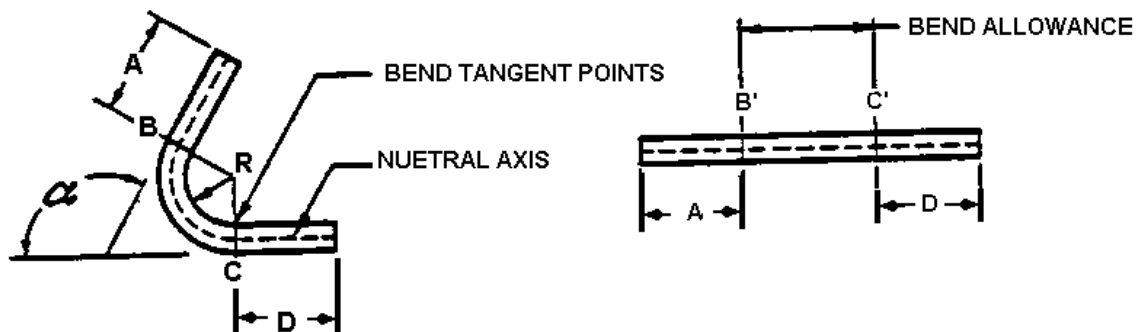 BEND ALLOWANCE
A
BEND TANGENT POINTS
B' C'
B
R
NUETRAL AXIS
α
A D
C
D